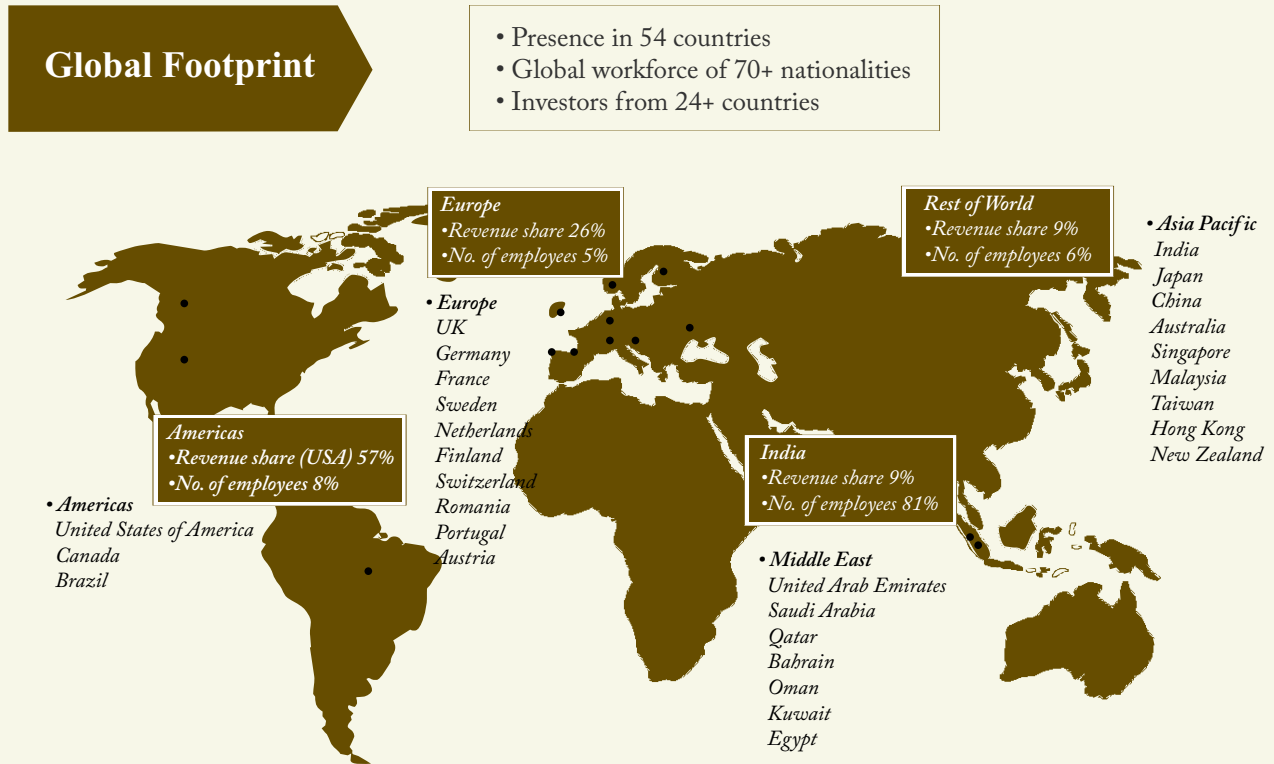 Global Footprint
• Presence in 54 countries
• Global workforce of 70+ nationalities
• Investors from 24+ countries
Europe
•Revenue share 26%
•No. of employees 5%
Rest of World
•Revenue share 9%
•No. of employees 6%
• Asia Pacific
India
Japan
China
Australia
Singapore
Malaysia
Taiwan
Hong Kong
New Zealand
• Europe
UK
Germany
France
Sweden
Netherlands
Finland
Switzerland
Romania
Portugal
Austria
Americas
•Revenue share (USA) 57%
•No. of employees 8%
• Americas
United States of America
Canada
Brazil
India
•Revenue share 9%
•No. of employees 81%
• Middle East
United Arab Emirates
Saudi Arabia
Qatar
Bahrain
Oman
Kuwait
Egypt